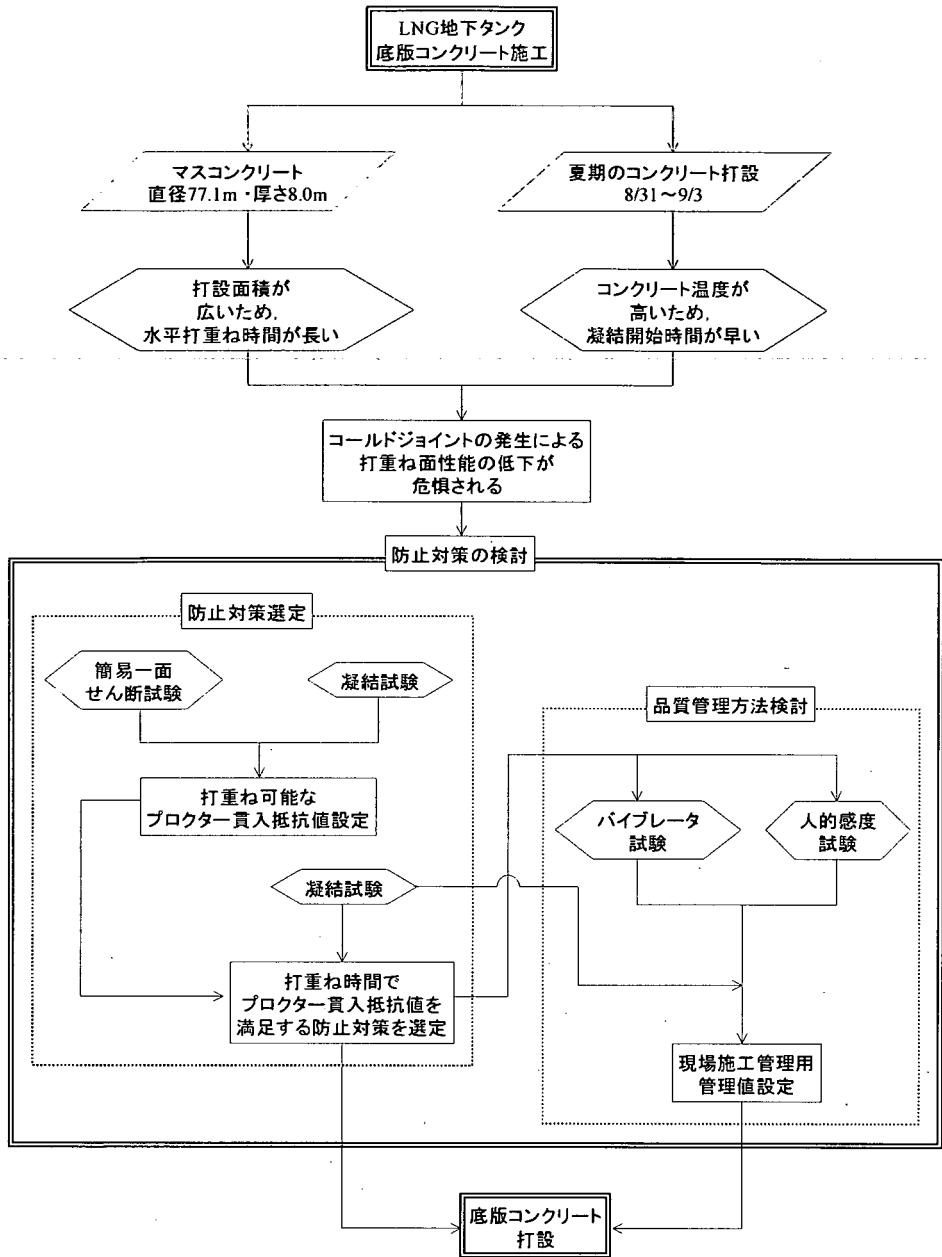 LNG地下タンク
底版コンクリート施工
マスコンクリート
直径77.1m・厚さ8.0m
夏期のコンクリート打設
8/31～9/3
打設面積が
広いため,
水平打重ね時間が長い
コンクリート温度が
高いため,
凝結開始時間が早い
コールドジョイントの発生による
打重ね面性能の低下が
危惧される
防止対策の検討
防止対策選定
簡易一面
せん断試験
凝結試験
打重ね可能な
プロクター貫入抵抗値設定
凝結試験
打重ね時間で
プロクター貫入抵抗値を
満足する防止対策を選定
品質管理方法検討
バイブレータ
試験
人的感度
試験
現場施工管理用
管理値設定
底版コンクリート
打設